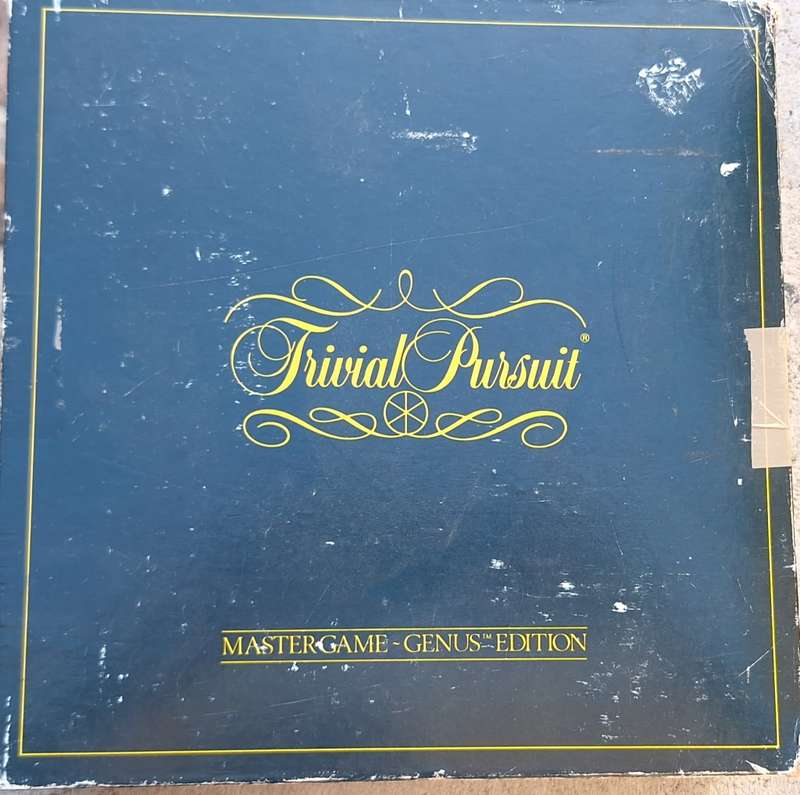 Trivial Pursuit®
MASTER GAME ~ GENUS™ EDITION